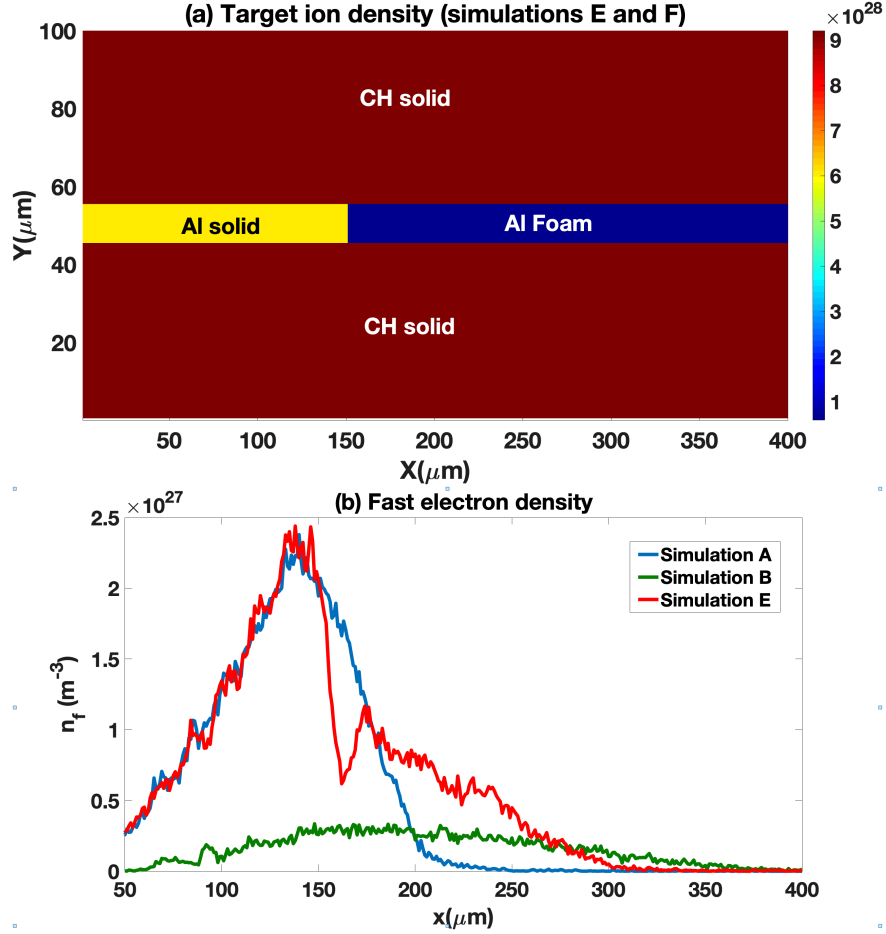 (a) Target ion density (simulations E and F)
×10^28
100
80
60
40
20
Y(μm)
CH solid
Al solid
Al Foam
CH solid
9
8
7
6
5
4
3
2
1
50 100 150 200 250 300 350 400
X(μm)
(b) Fast electron density
×10^27
2.5
2
1.5
1
0.5
0
n_f (m^-3)
Simulation A
Simulation B
Simulation E
50 100 150 200 250 300 350 400
x(μm)